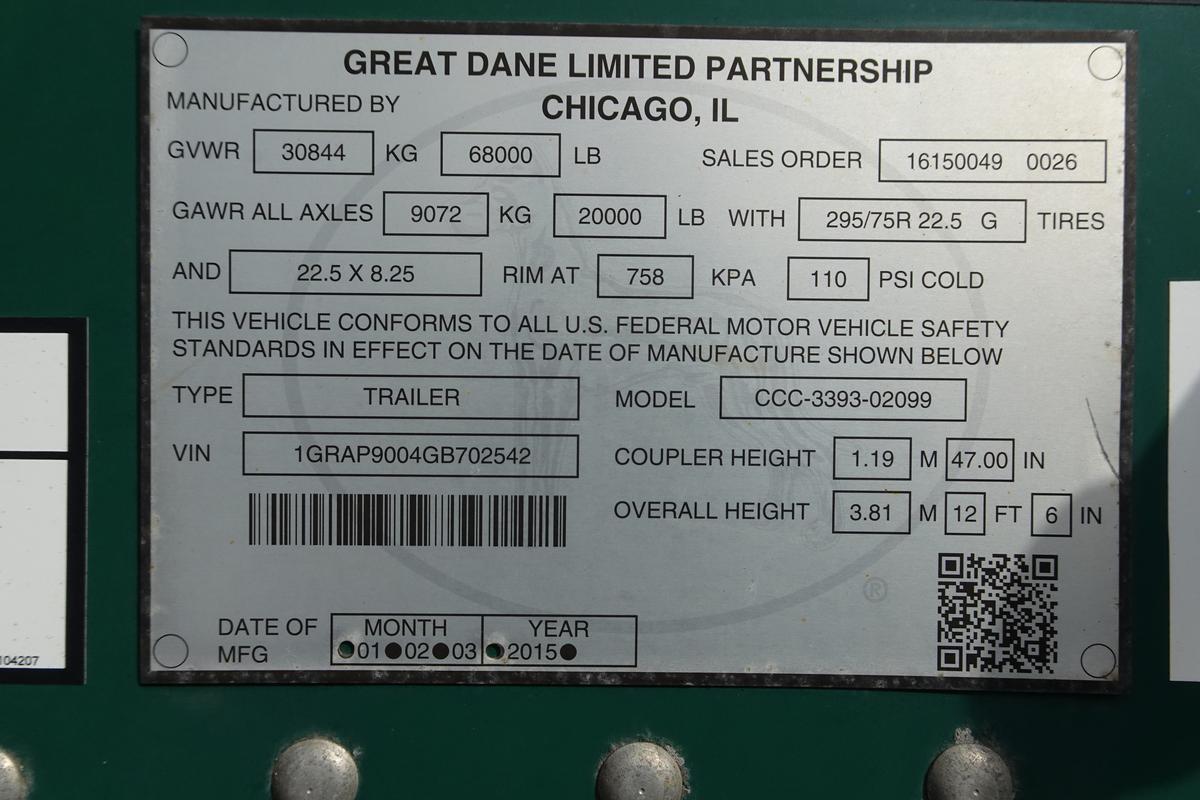 GREAT DANE LIMITED PARTNERSHIP
MANUFACTURED BY CHICAGO, IL
GVWR 30844 KG 68000 LB SALES ORDER 16150049 0026
GAWR ALL AXLES 9072 KG 20000 LB WITH 295/75R 22.5 G TIRES
AND 22.5 X 8.25 RIM AT 758 KPA 110 PSI COLD
THIS VEHICLE CONFORMS TO ALL U.S. FEDERAL MOTOR VEHICLE SAFETY
STANDARDS IN EFFECT ON THE DATE OF MANUFACTURE SHOWN BELOW
TYPE TRAILER MODEL CCC-3393-02099
VIN 1GRAP9004GB702542 COUPLER HEIGHT 1.19 M 47.00 IN
OVERALL HEIGHT 3.81 M 12 FT 6 IN
®
DATE OF MONTH YEAR
MFG ●01●02●03 ●2015●
104207